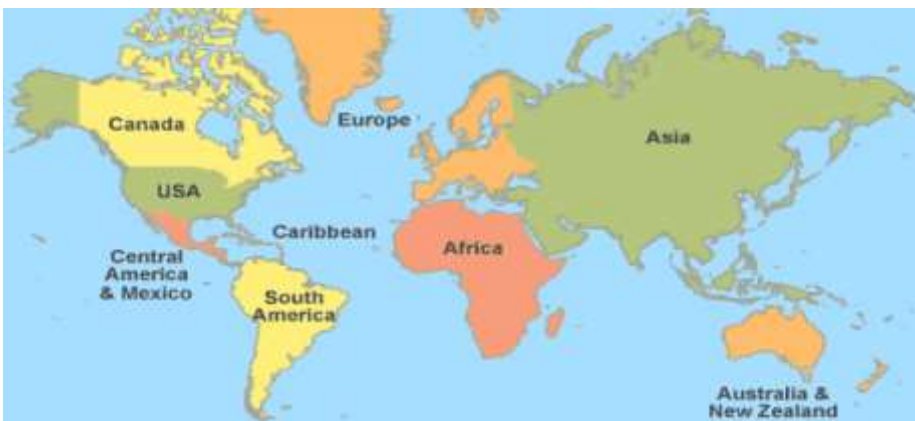 Canada
Europe
Asia
USA
Caribbean
Africa
Central
America
& Mexico
South
America
Australia &
New Zealand